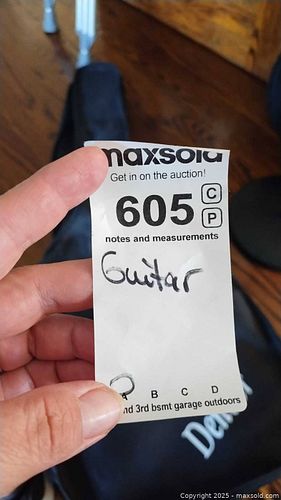 maxsold
Get in on the auction!
605
C
P
notes and measurements
Guitar
A B C D
nd 3rd bsmt garage outdoors
Copyright 2025 - maxsold.com